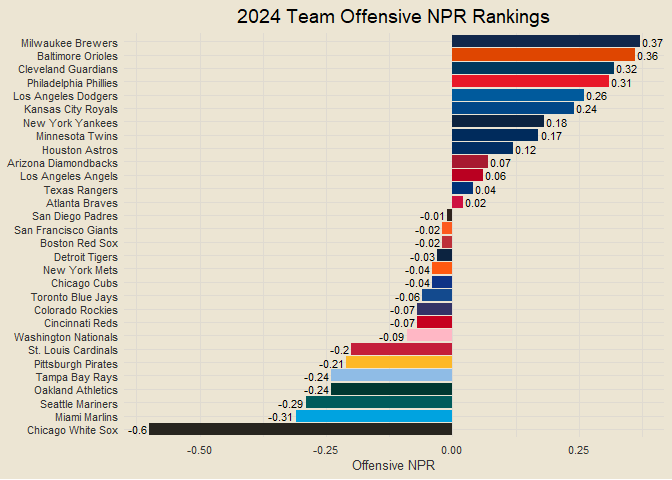 2024 Team Offensive NPR Rankings
Milwaukee Brewers 0.37
Baltimore Orioles 0.36
Cleveland Guardians 0.32
Philadelphia Phillies 0.31
Los Angeles Dodgers 0.26
Kansas City Royals 0.24
New York Yankees 0.18
Minnesota Twins 0.17
Houston Astros 0.12
Arizona Diamondbacks 0.07
Los Angeles Angels 0.06
Texas Rangers 0.04
Atlanta Braves 0.02
San Diego Padres -0.01
San Francisco Giants -0.02
Boston Red Sox -0.02
Detroit Tigers -0.03
New York Mets -0.04
Chicago Cubs -0.04
Toronto Blue Jays -0.06
Colorado Rockies -0.07
Cincinnati Reds -0.07
Washington Nationals -0.09
St. Louis Cardinals -0.2
Pittsburgh Pirates -0.21
Tampa Bay Rays -0.24
Oakland Athletics -0.24
Seattle Mariners -0.29
Miami Marlins -0.31
Chicago White Sox -0.6
-0.50 -0.25 0.00 0.25
Offensive NPR